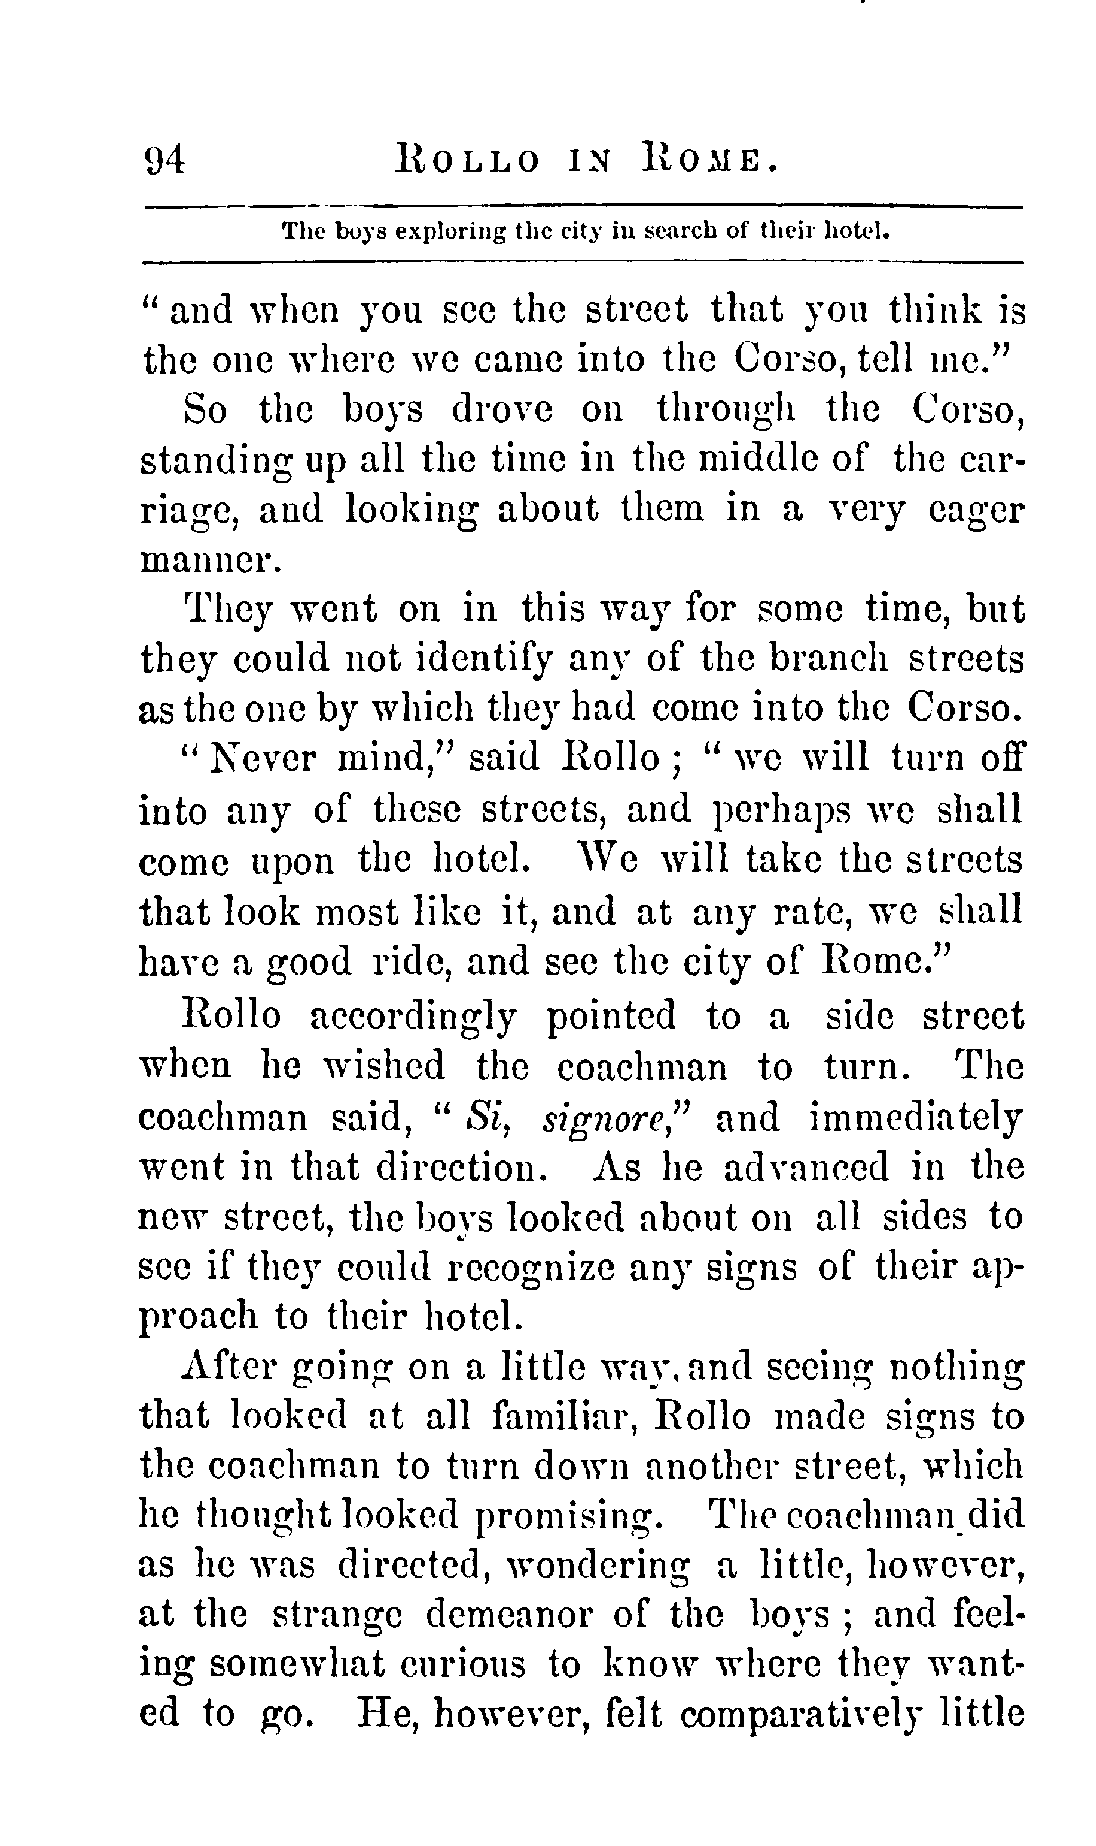 94 ROLLO IN ROME.
The boys exploring the city in search of their hotel.
“ and when you see the street that you think is
the one where we came into the Corso, tell me.”
So the boys drove on through the Corso,
standing up all the time in the middle of the car-
riage, and looking about them in a very eager
manner.
They went on in this way for some time, but
they could not identify any of the branch streets
as the one by which they had come into the Corso.
“ Never mind,” said Rollo ; “ we will turn off
into any of these streets, and perhaps we shall
come upon the hotel. We will take the streets
that look most like it, and at any rate, we shall
have a good ride, and see the city of Rome.”
Rollo accordingly pointed to a side street
when he wished the coachman to turn. The
coachman said, “ Si, signore,” and immediately
went in that direction. As he advanced in the
new street, the boys looked about on all sides to
see if they could recognize any signs of their ap-
proach to their hotel.
After going on a little way, and seeing nothing
that looked at all familiar, Rollo made signs to
the coachman to turn down another street, which
he thought looked promising. The coachman did
as he was directed, wondering a little, however,
at the strange demeanor of the boys ; and feel-
ing somewhat curious to know where they want-
ed to go. He, however, felt comparatively little